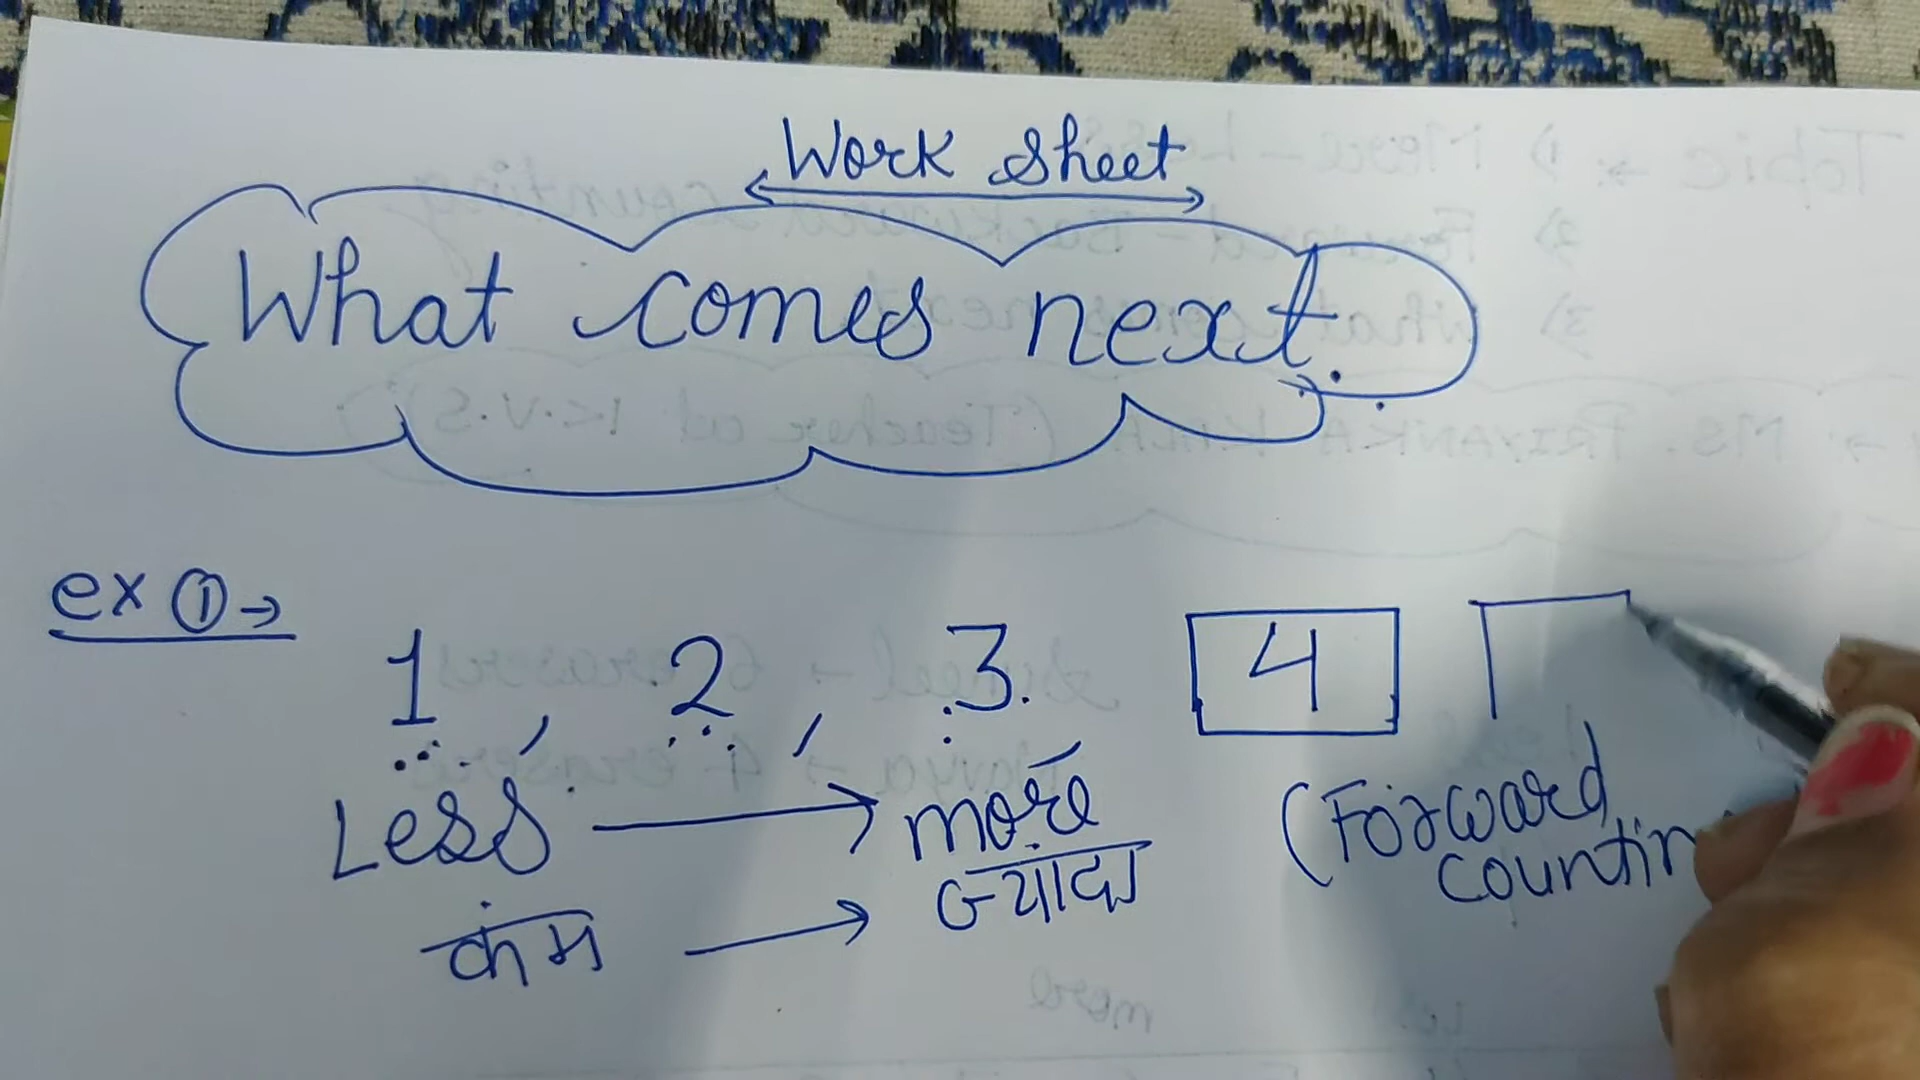 Work Sheet
What comes next.
ex ① →
1 , 2 , 3. 4
Less → more
(Forward
counting
कम → ज्यादा